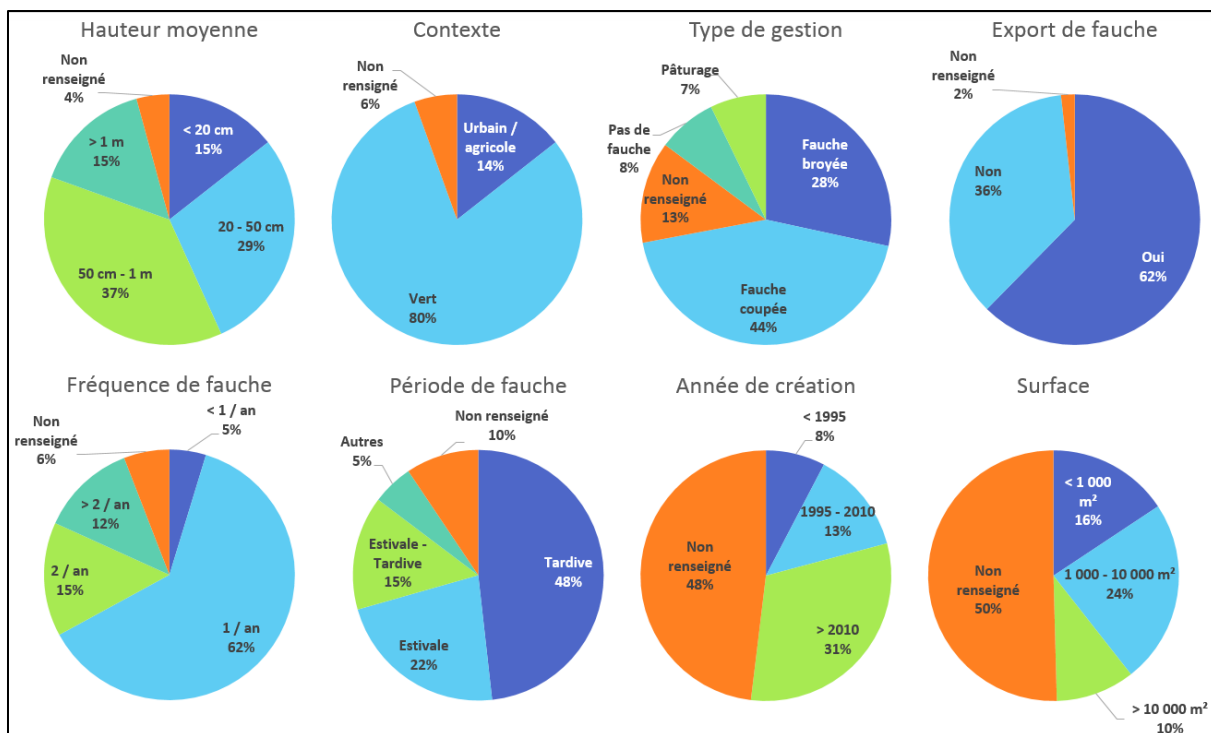 Hauteur moyenne
Non
renseigné
4%
< 20 cm
15%
> 1 m
15%
20 - 50 cm
29%
50 cm - 1 m
37%
Contexte
Non
rensigné
6%
Urbain /
agricole
14%
Vert
80%
Type de gestion
Pâturage
7%
Pas de
fauche
8%
Fauche
broyée
28%
Non
renseigné
13%
Fauche
coupée
44%
Export de fauche
Non
renseigné
2%
Non
36%
Oui
62%
Fréquence de fauche
< 1 / an
5%
Non
renseigné
6%
> 2 / an
12%
2 / an
15%
1 / an
62%
Période de fauche
Non renseigné
10%
Autres
5%
Estivale -
Tardive
15%
Tardive
48%
Estivale
22%
Année de création
< 1995
8%
1995 - 2010
13%
Non
renseigné
48%
> 2010
31%
Surface
< 1 000
m²
16%
1 000 - 10 000 m²
24%
Non
renseigné
50%
> 10 000 m²
10%